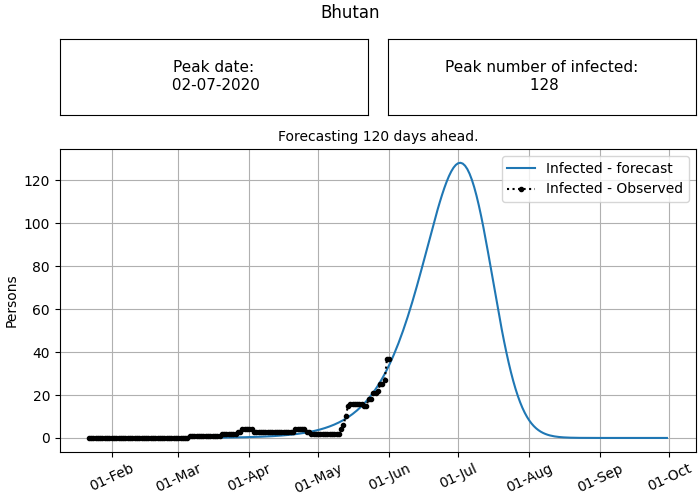 Bhutan
Peak date:
02-07-2020
Peak number of infected:
128
Forecasting 120 days ahead.
Infected - forecast
Infected - Observed
Persons
120
100
80
60
40
20
0
01-Feb
01-Mar
01-Apr
01-May
01-Jun
01-Jul
01-Aug
01-Sep
01-Oct